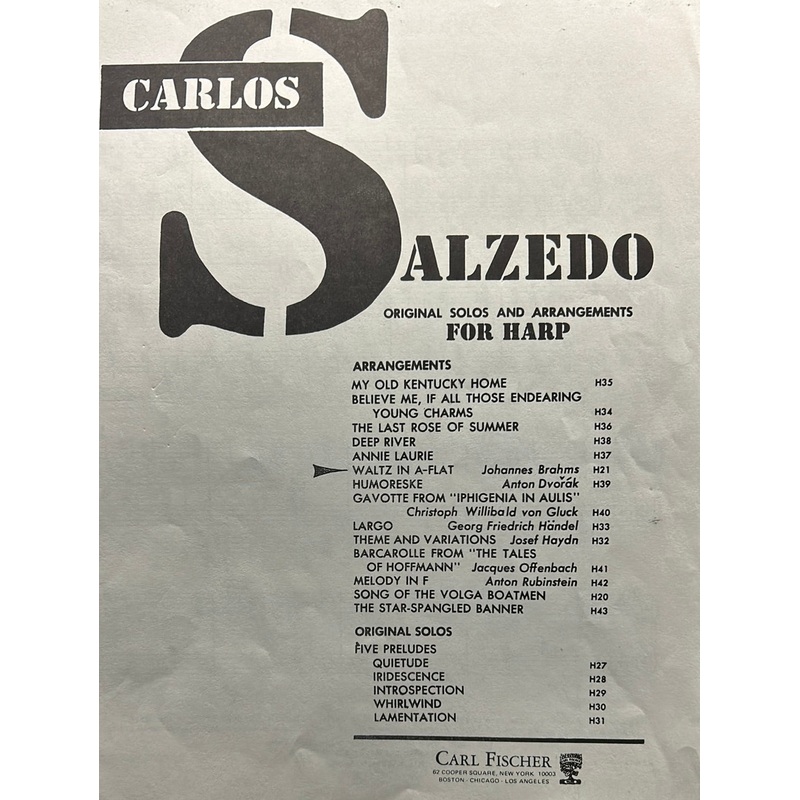 CARLOS
SALZEDO
ORIGINAL SOLOS AND ARRANGEMENTS
FOR HARP
ARRANGEMENTS
MY OLD KENTUCKY HOME H35
BELIEVE ME, IF ALL THOSE ENDEARING
YOUNG CHARMS H34
THE LAST ROSE OF SUMMER H36
DEEP RIVER H38
ANNIE LAURIE H37
WALTZ IN A-FLAT Johannes Brahms H21
HUMORESKE Anton Dvořák H39
GAVOTTE FROM "IPHIGENIA IN AULIS"
Christoph Willibald von Gluck H40
LARGO Georg Friedrich Händel H33
THEME AND VARIATIONS Josef Haydn H32
BARCAROLLE FROM "THE TALES
OF HOFFMANN" Jacques Offenbach H41
MELODY IN F Anton Rubinstein H42
SONG OF THE VOLGA BOATMEN H20
THE STAR-SPANGLED BANNER H43
ORIGINAL SOLOS
FIVE PRELUDES
QUIETUDE H27
IRIDESCENCE H28
INTROSPECTION H29
WHIRLWIND H30
LAMENTATION H31
CARL FISCHER
62 COOPER SQUARE, NEW YORK 10003
BOSTON · CHICAGO · LOS ANGELES